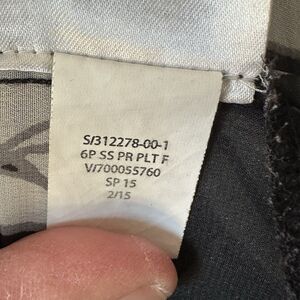 S/312278-00-1
6P SS PR PLT F
V/700055760
SP 15
2/15